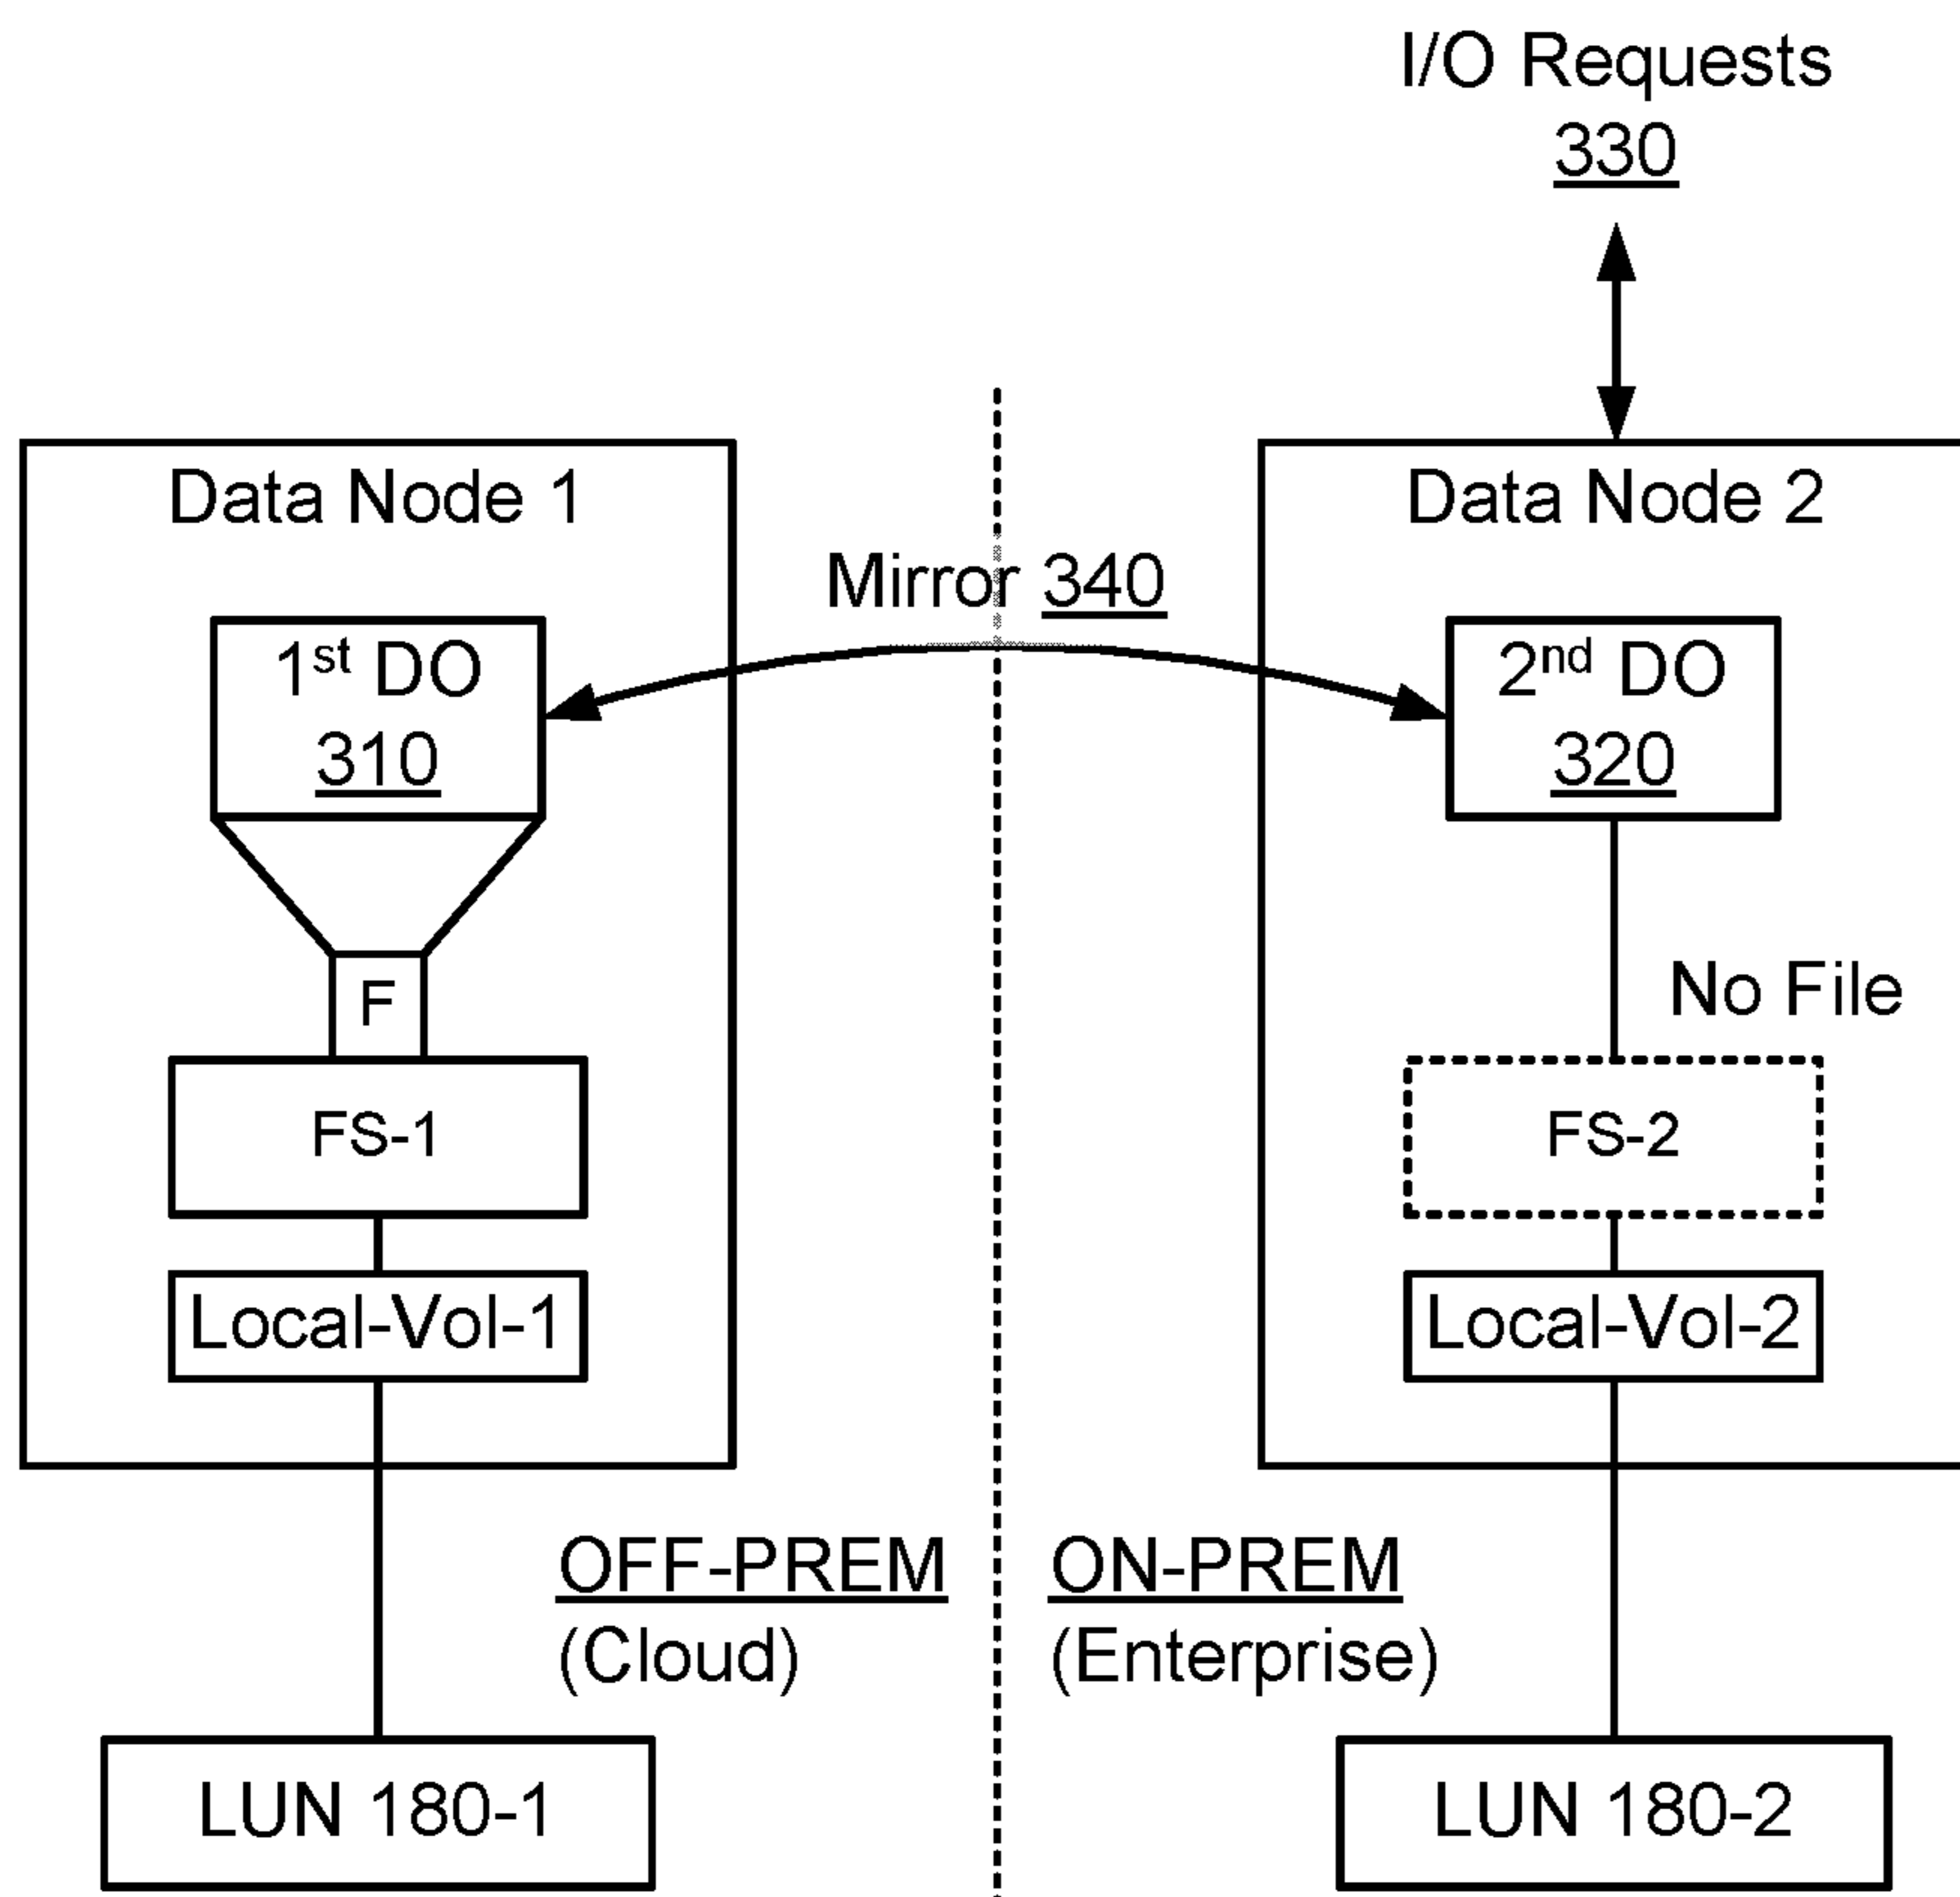 I/O Requests
330
Data Node 1
Data Node 2
Mirror 340
1st DO
310
2nd DO
320
F
No File
FS-1
FS-2
Local-Vol-1
Local-Vol-2
OFF-PREM
(Cloud)
ON-PREM
(Enterprise)
LUN 180-1
LUN 180-2